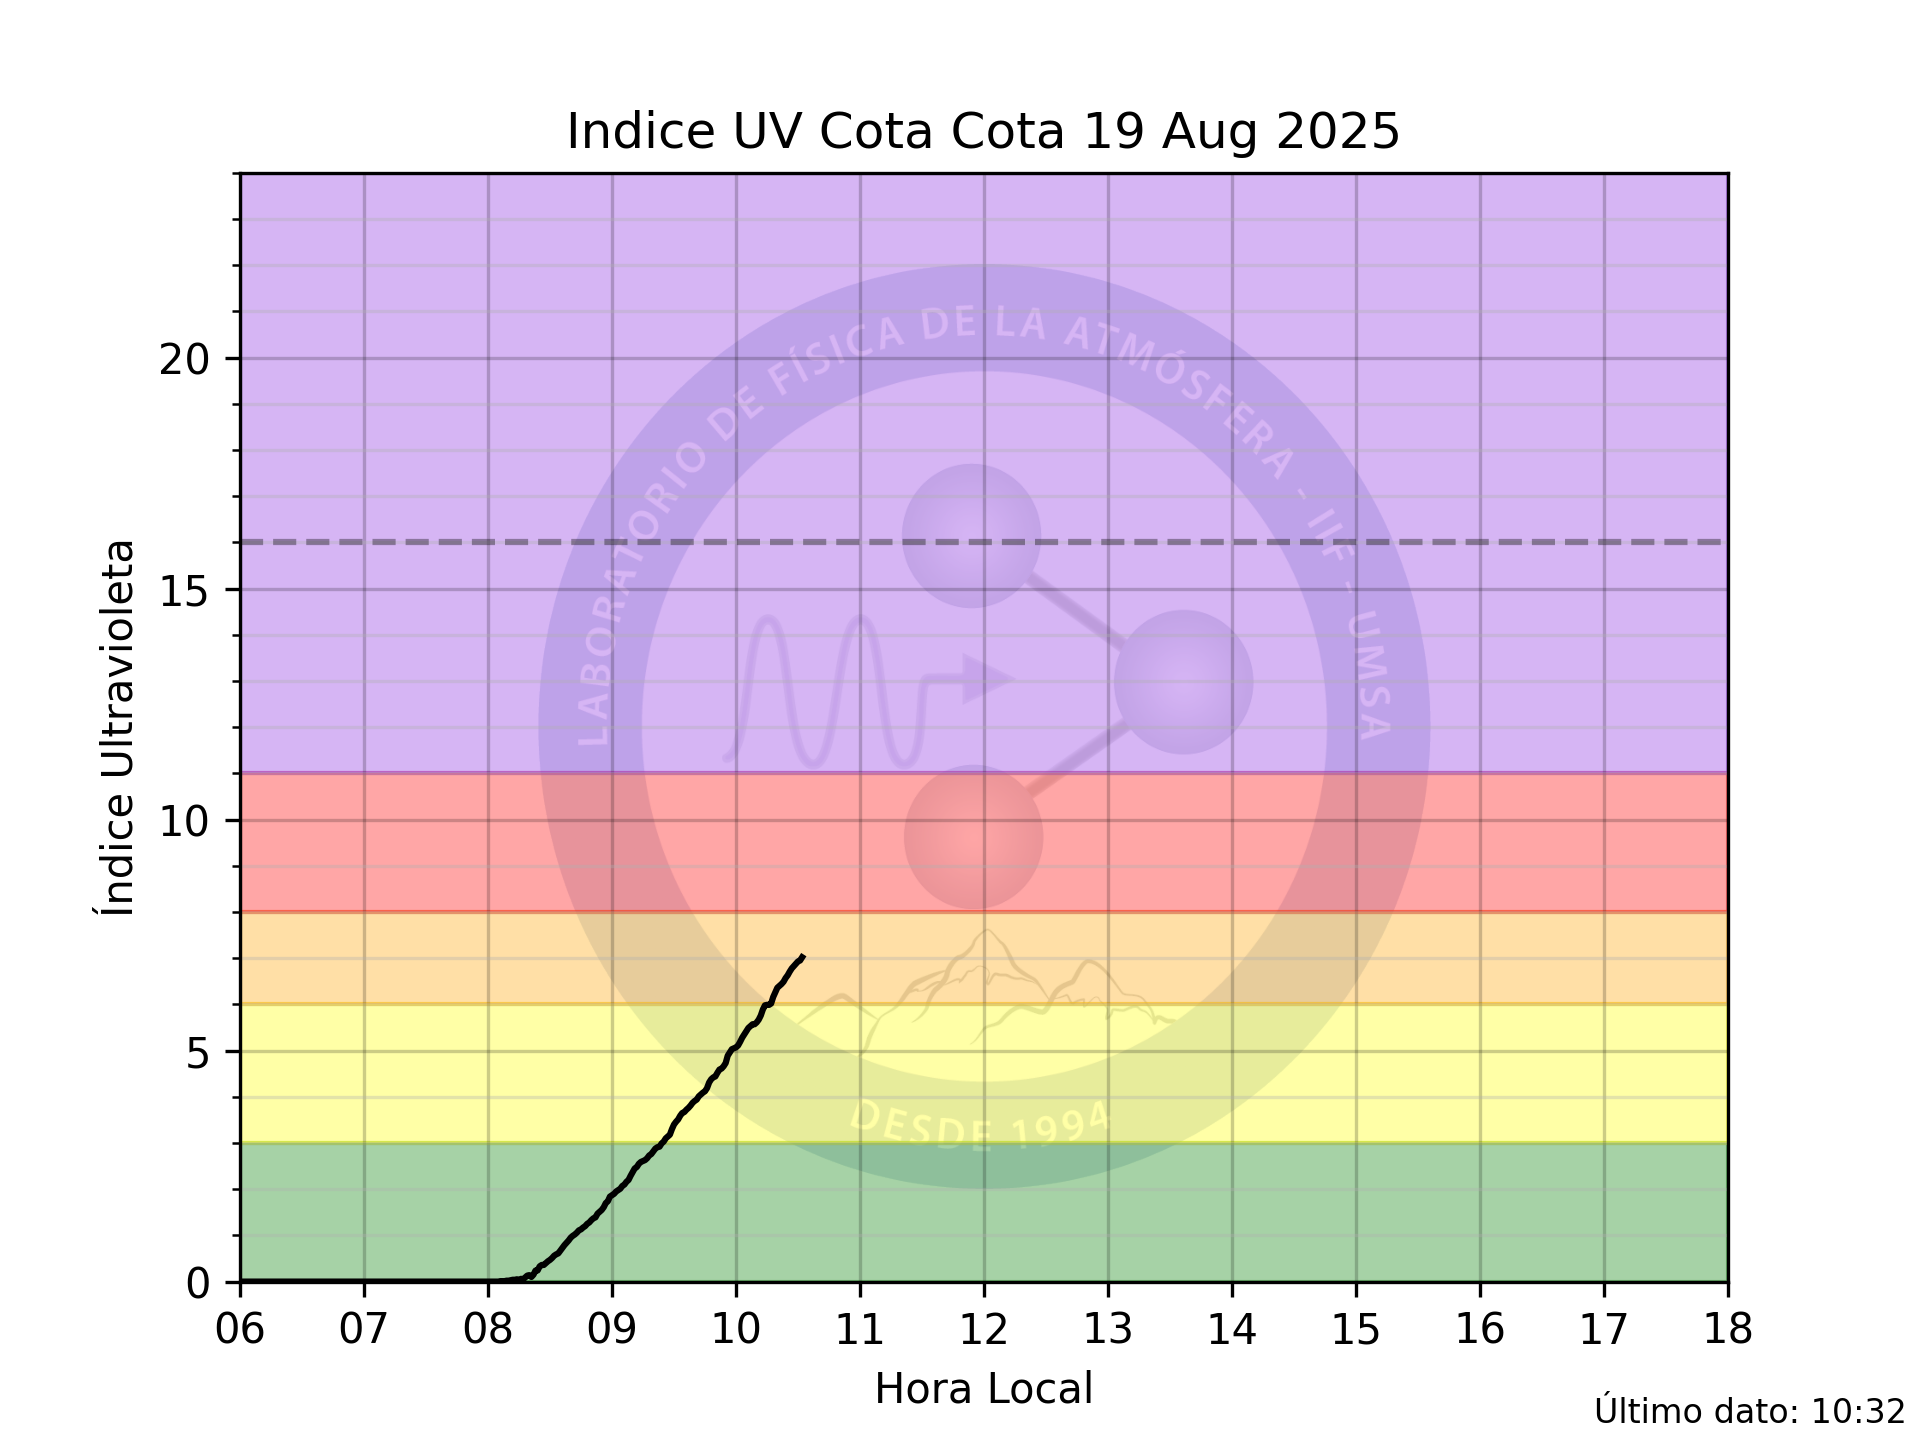 Indice UV Cota Cota 19 Aug 2025
Índice Ultravioleta
20
15
10
5
0
LABORATORIO DE FÍSICA DE LA ATMÓSFERA - IIF - UMSA
DESDE 1994
06 07 08 09 10 11 12 13 14 15 16 17 18
Hora Local
Último dato: 10:32